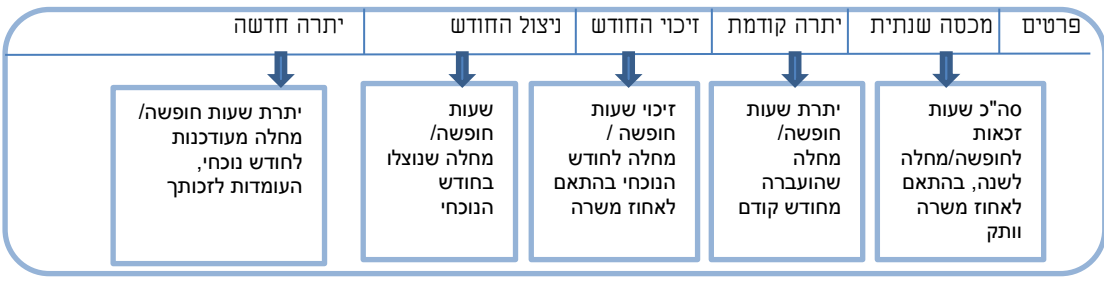 פרטים מכסה שנתית יתרה קודמת זיכוי החודש ניצול החודש יתרה חדשה
סה"כ שעות
זכאות
לחופשה/מחלה
לשנה, בהתאם
לאחוז משרה
וותק
יתרת שעות
חופשה/
מחלה
שהועברה
מחודש קודם
זיכוי שעות
חופשה /
מחלה לחודש
הנוכחי בהתאם
לאחוז משרה
שעות
חופשה/
מחלה שנוצלו
בחודש
הנוכחי
יתרת שעות חופשה/
מחלה מעודכנות
לחודש נוכחי,
העומדות לזכותך